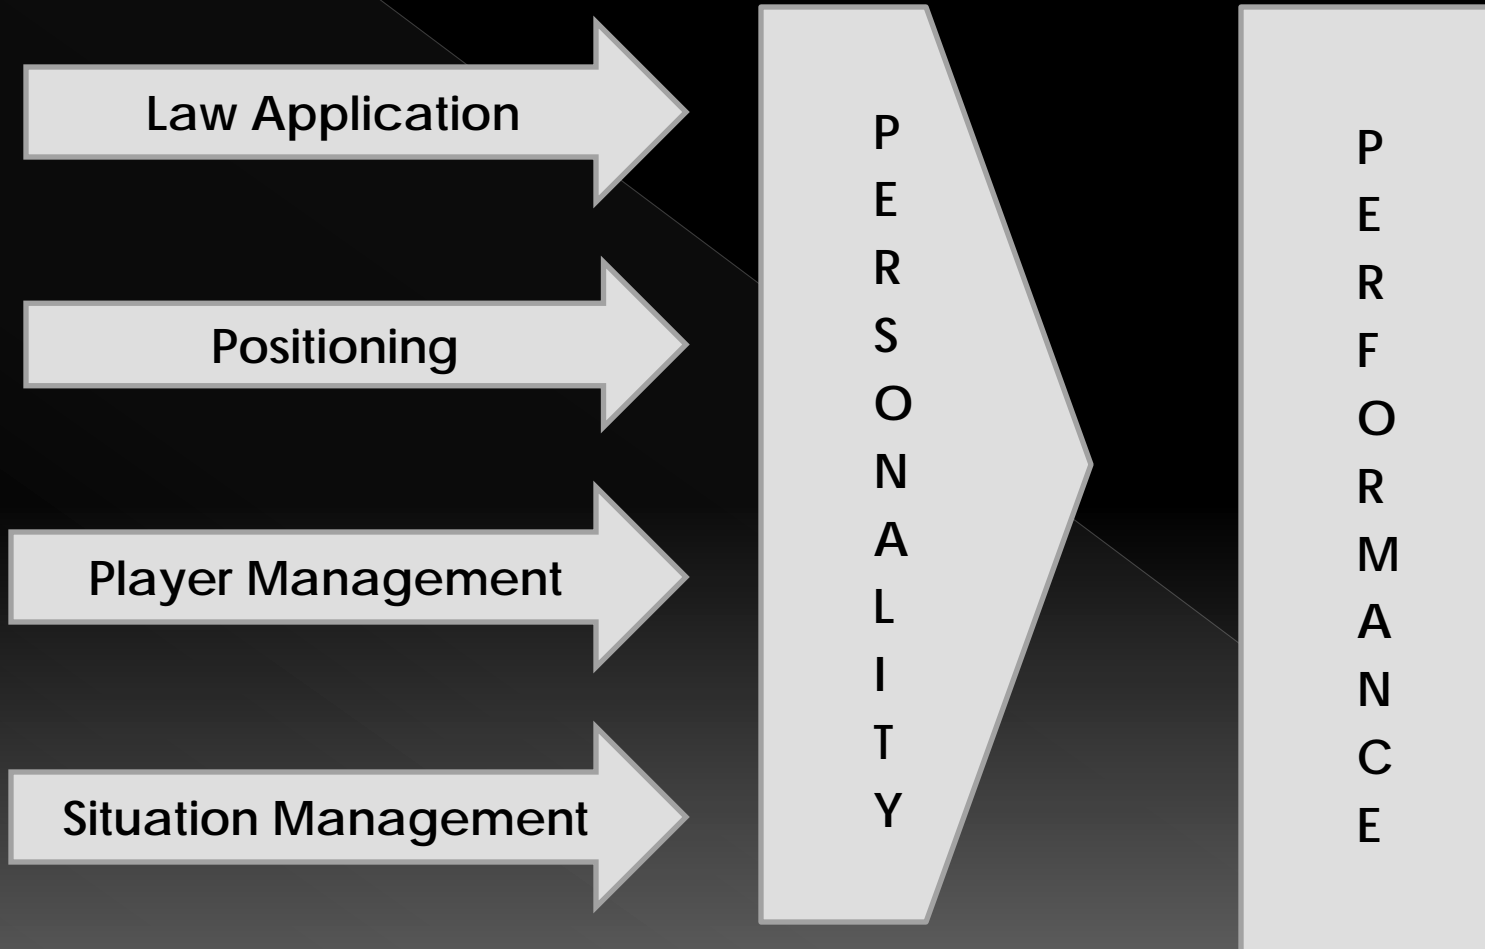 Law Application
Positioning
Player Management
Situation Management
P
E
R
S
O
N
A
L
I
T
Y
P
E
R
F
O
R
M
A
N
C
E